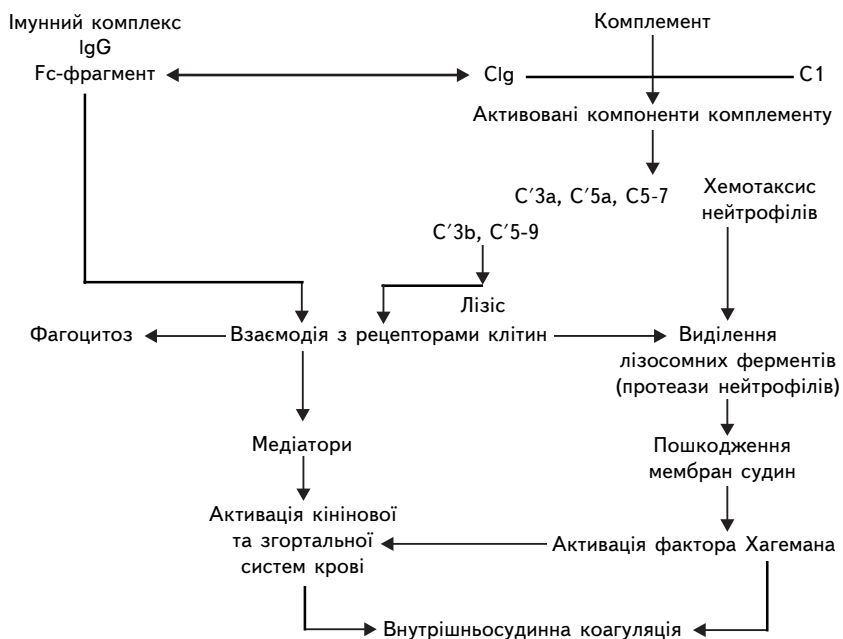 Імунний комплекс
IgG
Fc-фрагмент
Комплемент
Clg
C1
Активовані компоненти комплементу
C′3a, C′5a, C5-7
Хемотаксис
нейтрофілів
C′3b, C′5-9
Лізіс
Фагоцитоз
Взаємодія з рецепторами клітин
Виділення
лізосомних ферментів
(протеази нейтрофілів)
Медіатори
Пошкодження
мембран судин
Активація кінінової
та згортальної
систем крові
Активація фактора Хагемана
Внутрішньосудинна коагуляція